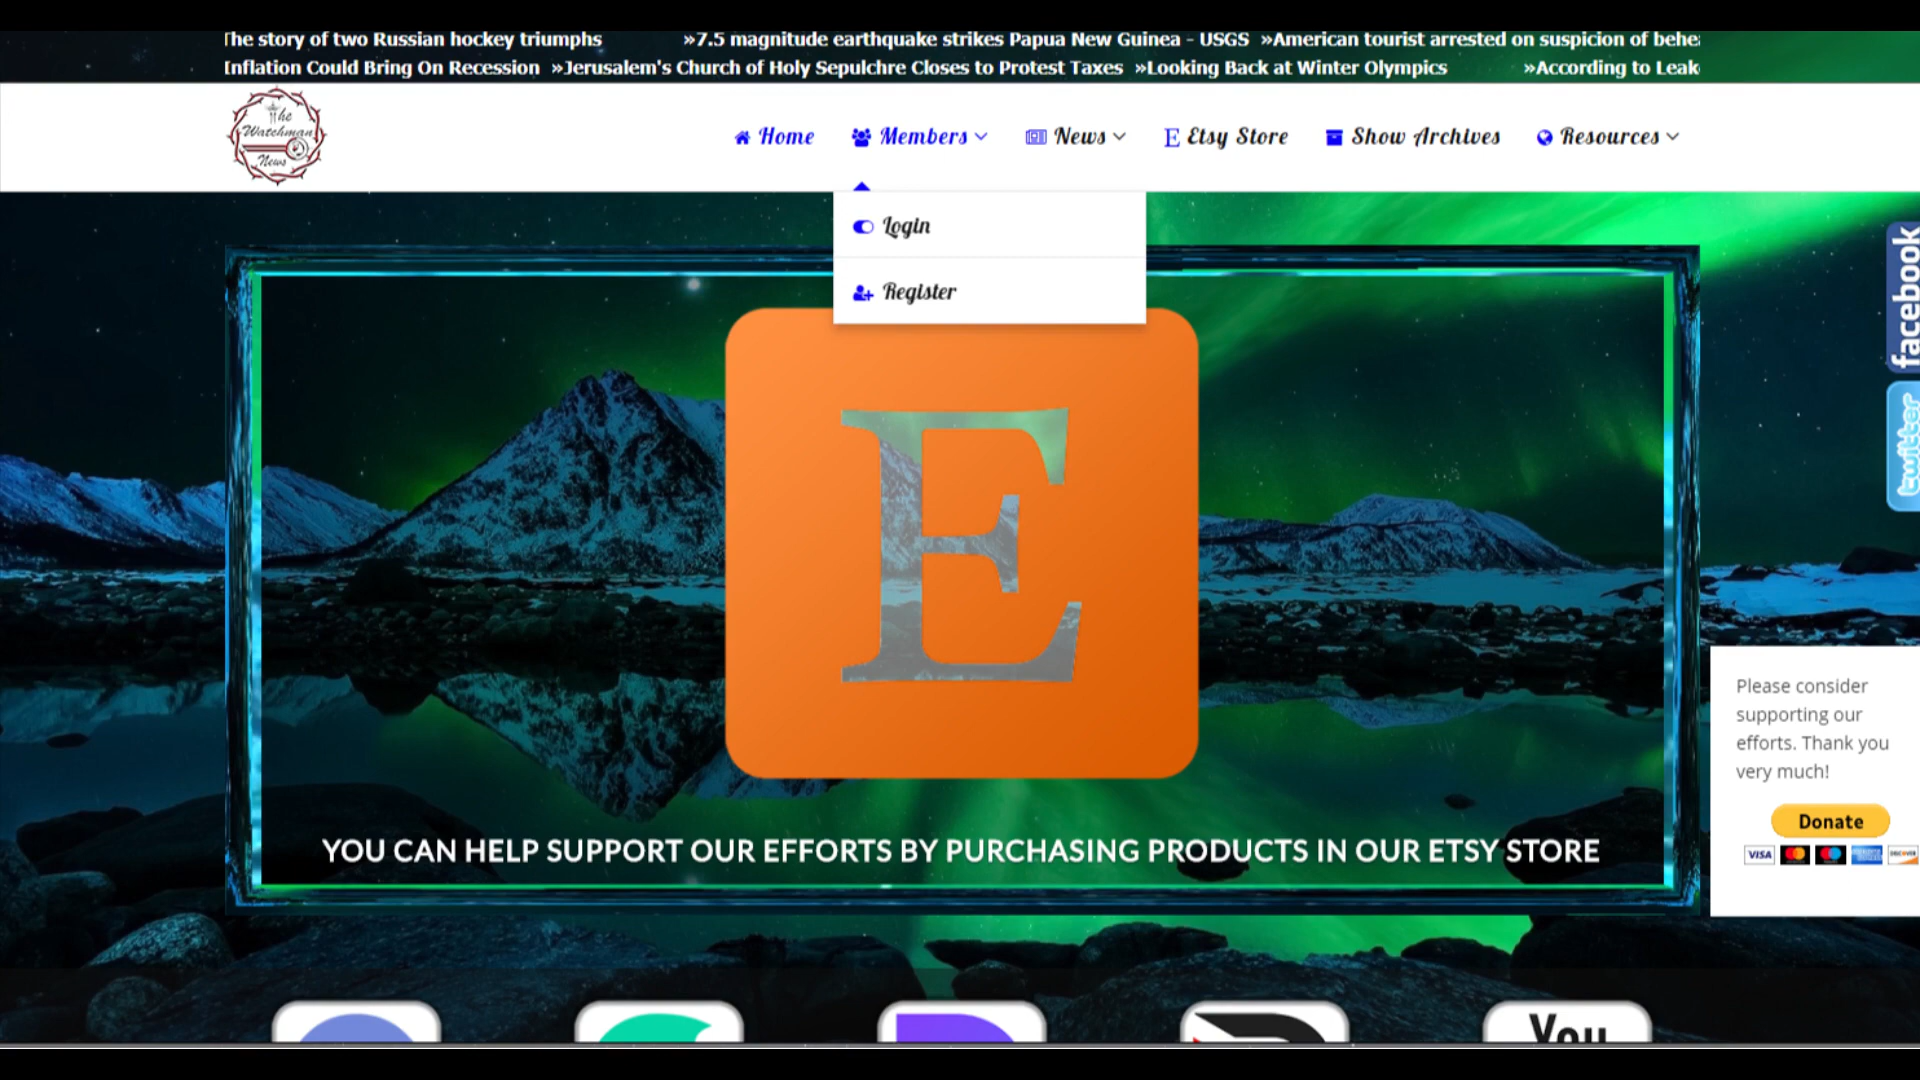 The story of two Russian hockey triumphs »7.5 magnitude earthquake strikes Papua New Guinea - USGS »American tourist arrested on suspicion of behe
Inflation Could Bring On Recession »Jerusalem's Church of Holy Sepulchre Closes to Protest Taxes »Looking Back at Winter Olympics »According to Leak
The
Watchman
News
Home Members News Etsy Store Show Archives Resources
Login
Register
facebook
twitter
E
Please consider
supporting our
efforts. Thank you
very much!
Donate
VISA
DISCOVER
YOU CAN HELP SUPPORT OUR EFFORTS BY PURCHASING PRODUCTS IN OUR ETSY STORE
You